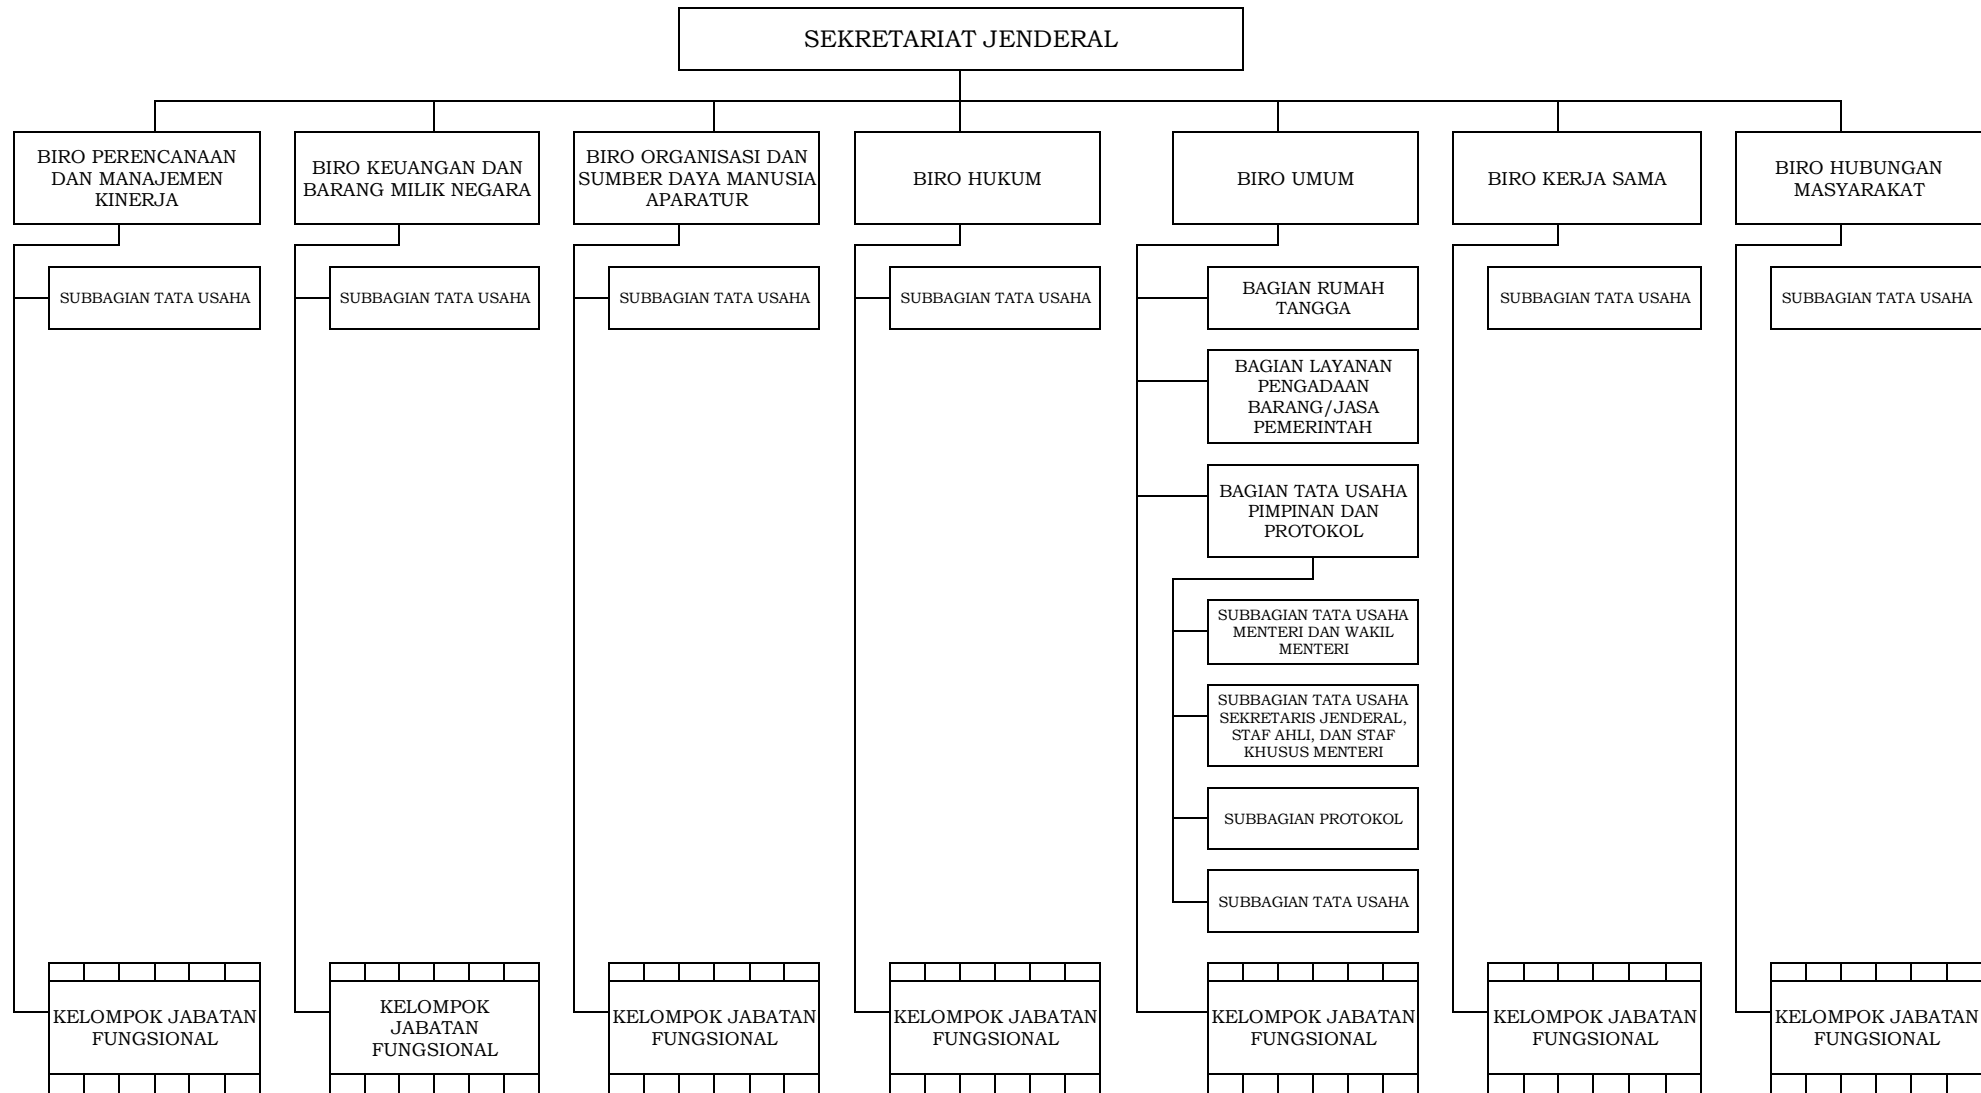 SEKRETARIAT JENDERAL
BIRO PERENCANAAN
DAN MANAJEMEN
KINERJA
BIRO KEUANGAN DAN
BARANG MILIK NEGARA
BIRO ORGANISASI DAN
SUMBER DAYA MANUSIA
APARATUR
BIRO HUKUM
BIRO UMUM
BIRO KERJA SAMA
BIRO HUBUNGAN
MASYARAKAT
SUBBAGIAN TATA USAHA
SUBBAGIAN TATA USAHA
SUBBAGIAN TATA USAHA
SUBBAGIAN TATA USAHA
BAGIAN RUMAH
TANGGA
SUBBAGIAN TATA USAHA
SUBBAGIAN TATA USAHA
BAGIAN LAYANAN
PENGADAAN
BARANG/JASA
PEMERINTAH
BAGIAN TATA USAHA
PIMPINAN DAN
PROTOKOL
SUBBAGIAN TATA USAHA
MENTERI DAN WAKIL
MENTERI
SUBBAGIAN TATA USAHA
SEKRETARIS JENDERAL,
STAF AHLI, DAN STAF
KHUSUS MENTERI
SUBBAGIAN PROTOKOL
SUBBAGIAN TATA USAHA
KELOMPOK JABATAN
FUNGSIONAL
KELOMPOK
JABATAN
FUNGSIONAL
KELOMPOK JABATAN
FUNGSIONAL
KELOMPOK JABATAN
FUNGSIONAL
KELOMPOK JABATAN
FUNGSIONAL
KELOMPOK JABATAN
FUNGSIONAL
KELOMPOK JABATAN
FUNGSIONAL